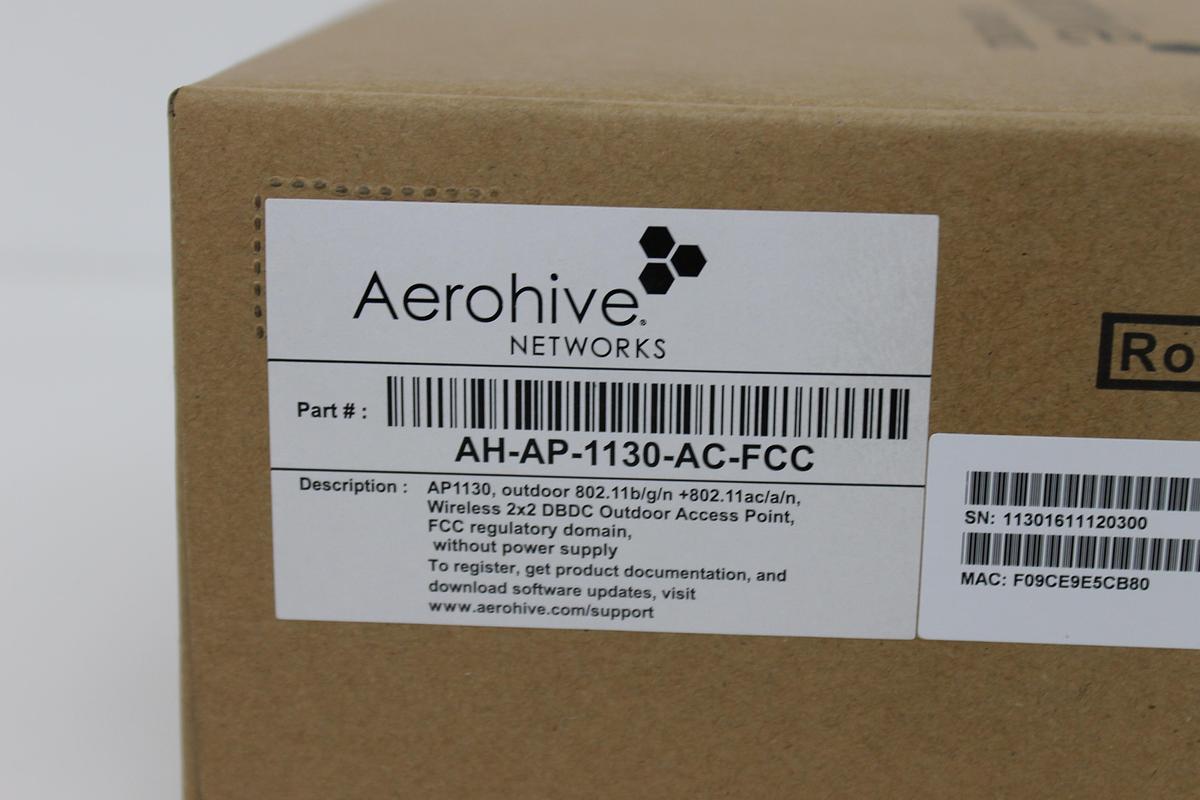 Aerohive
NETWORKS
Part # :
AH-AP-1130-AC-FCC
Description : AP1130, outdoor 802.11b/g/n +802.11ac/a/n,
Wireless 2x2 DBDC Outdoor Access Point,
FCC regulatory domain,
without power supply
To register, get product documentation, and
download software updates, visit
www.aerohive.com/support
Ro
SN: 11301611120300
MAC: F09CE9E5CB80